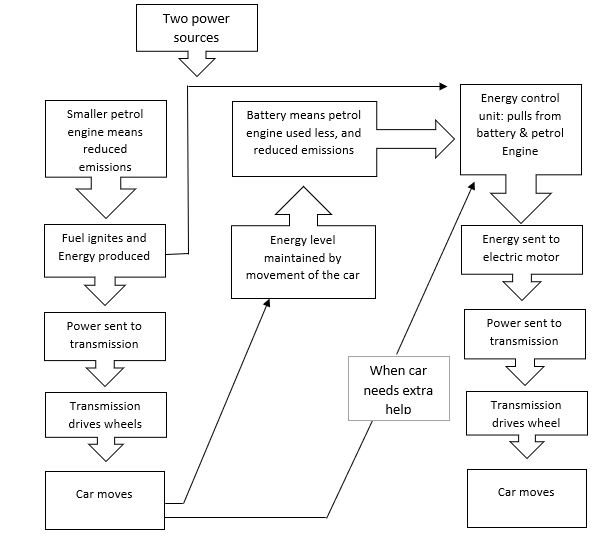 Two power
sources
Smaller petrol
engine means
reduced
emissions
Fuel ignites and
Energy produced
Power sent to
transmission
Transmission
drives wheels
Car moves
Battery means petrol
engine used less, and
reduced emissions
Energy level
maintained by
movement of the car
When car
needs extra
help
Energy control
unit: pulls from
battery & petrol
Engine
Energy sent to
electric motor
Power sent to
transmission
Transmission
drives wheel
Car moves